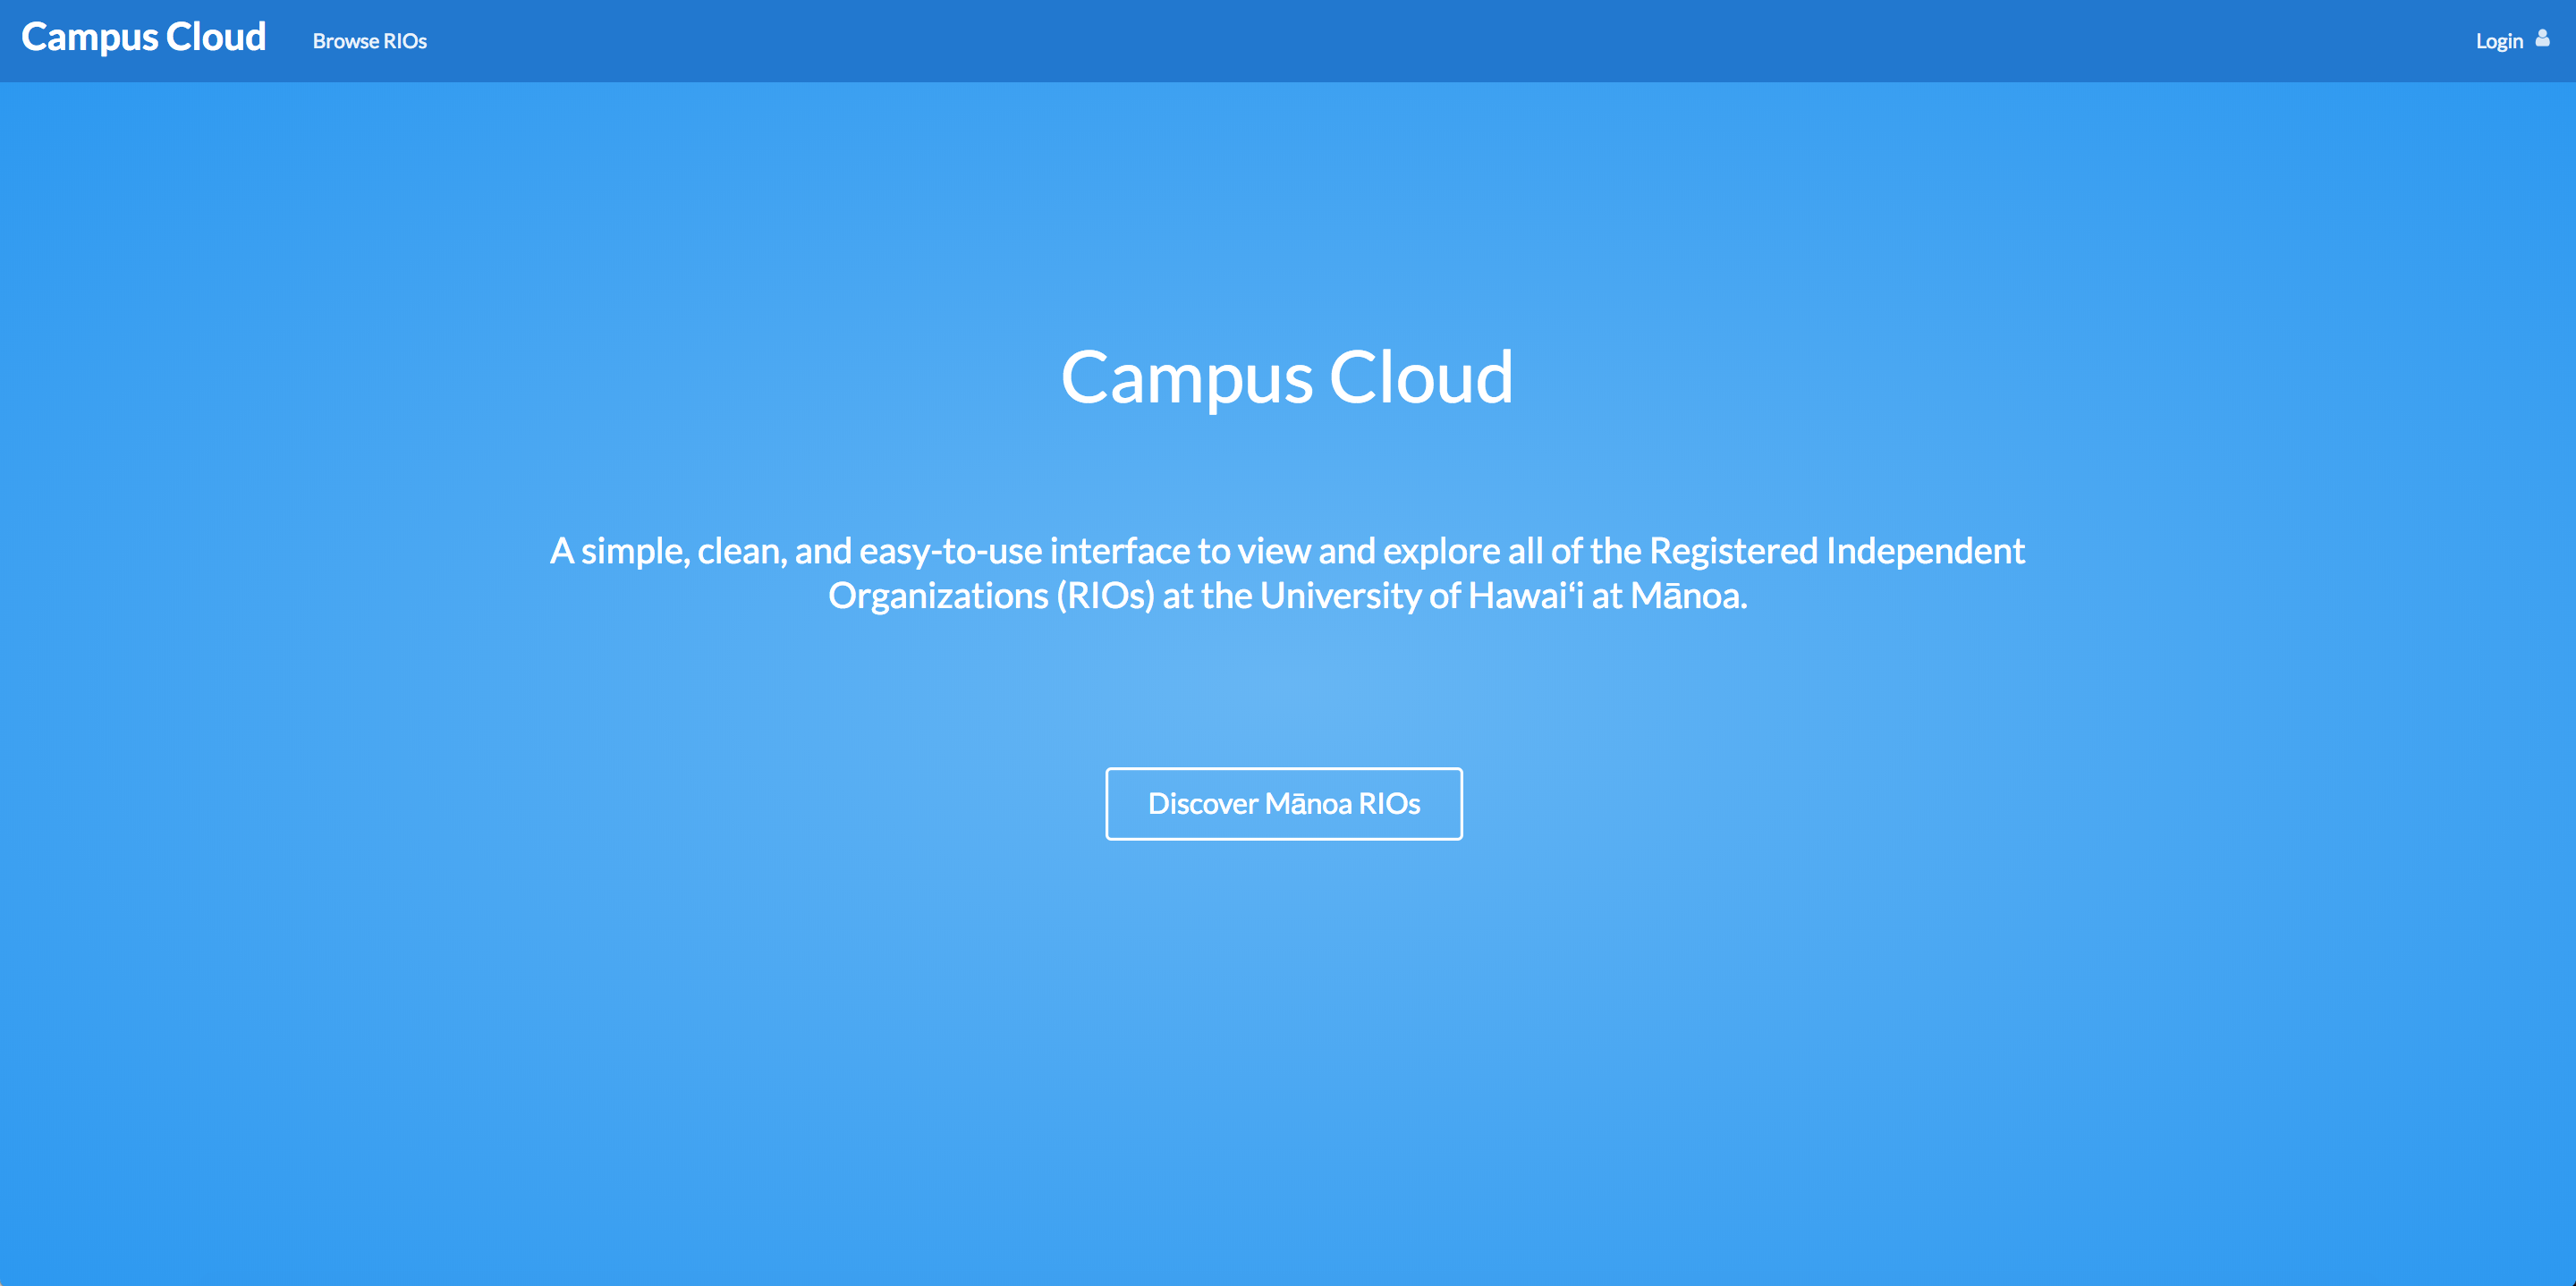 Campus Cloud
Browse RIOs
Login
Campus Cloud
A simple, clean, and easy-to-use interface to view and explore all of the Registered Independent
Organizations (RIOs) at the University of Hawaiʻi at Mānoa.
Discover Mānoa RIOs